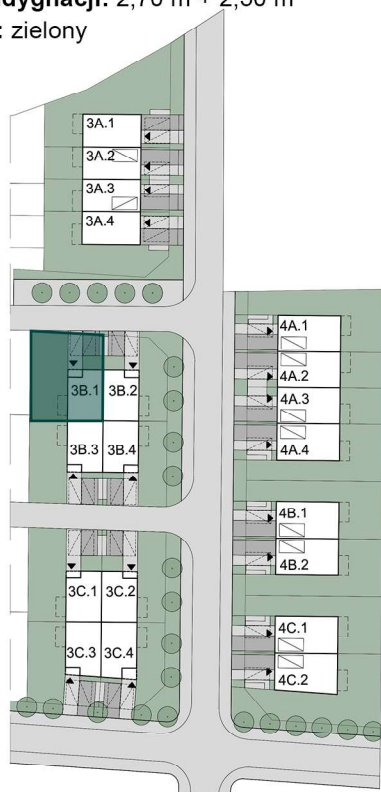 dygnacji: 2,70 m + 2,50 m
: zielony
3A.1
3A.2
3A.3
3A.4
4A.1
4A.2
4A.3
4A.4
3B.1 3B.2
3B.3 3B.4
4B.1
4B.2
3C.1 3C.2
3C.3 3C.4
4C.1
4C.2